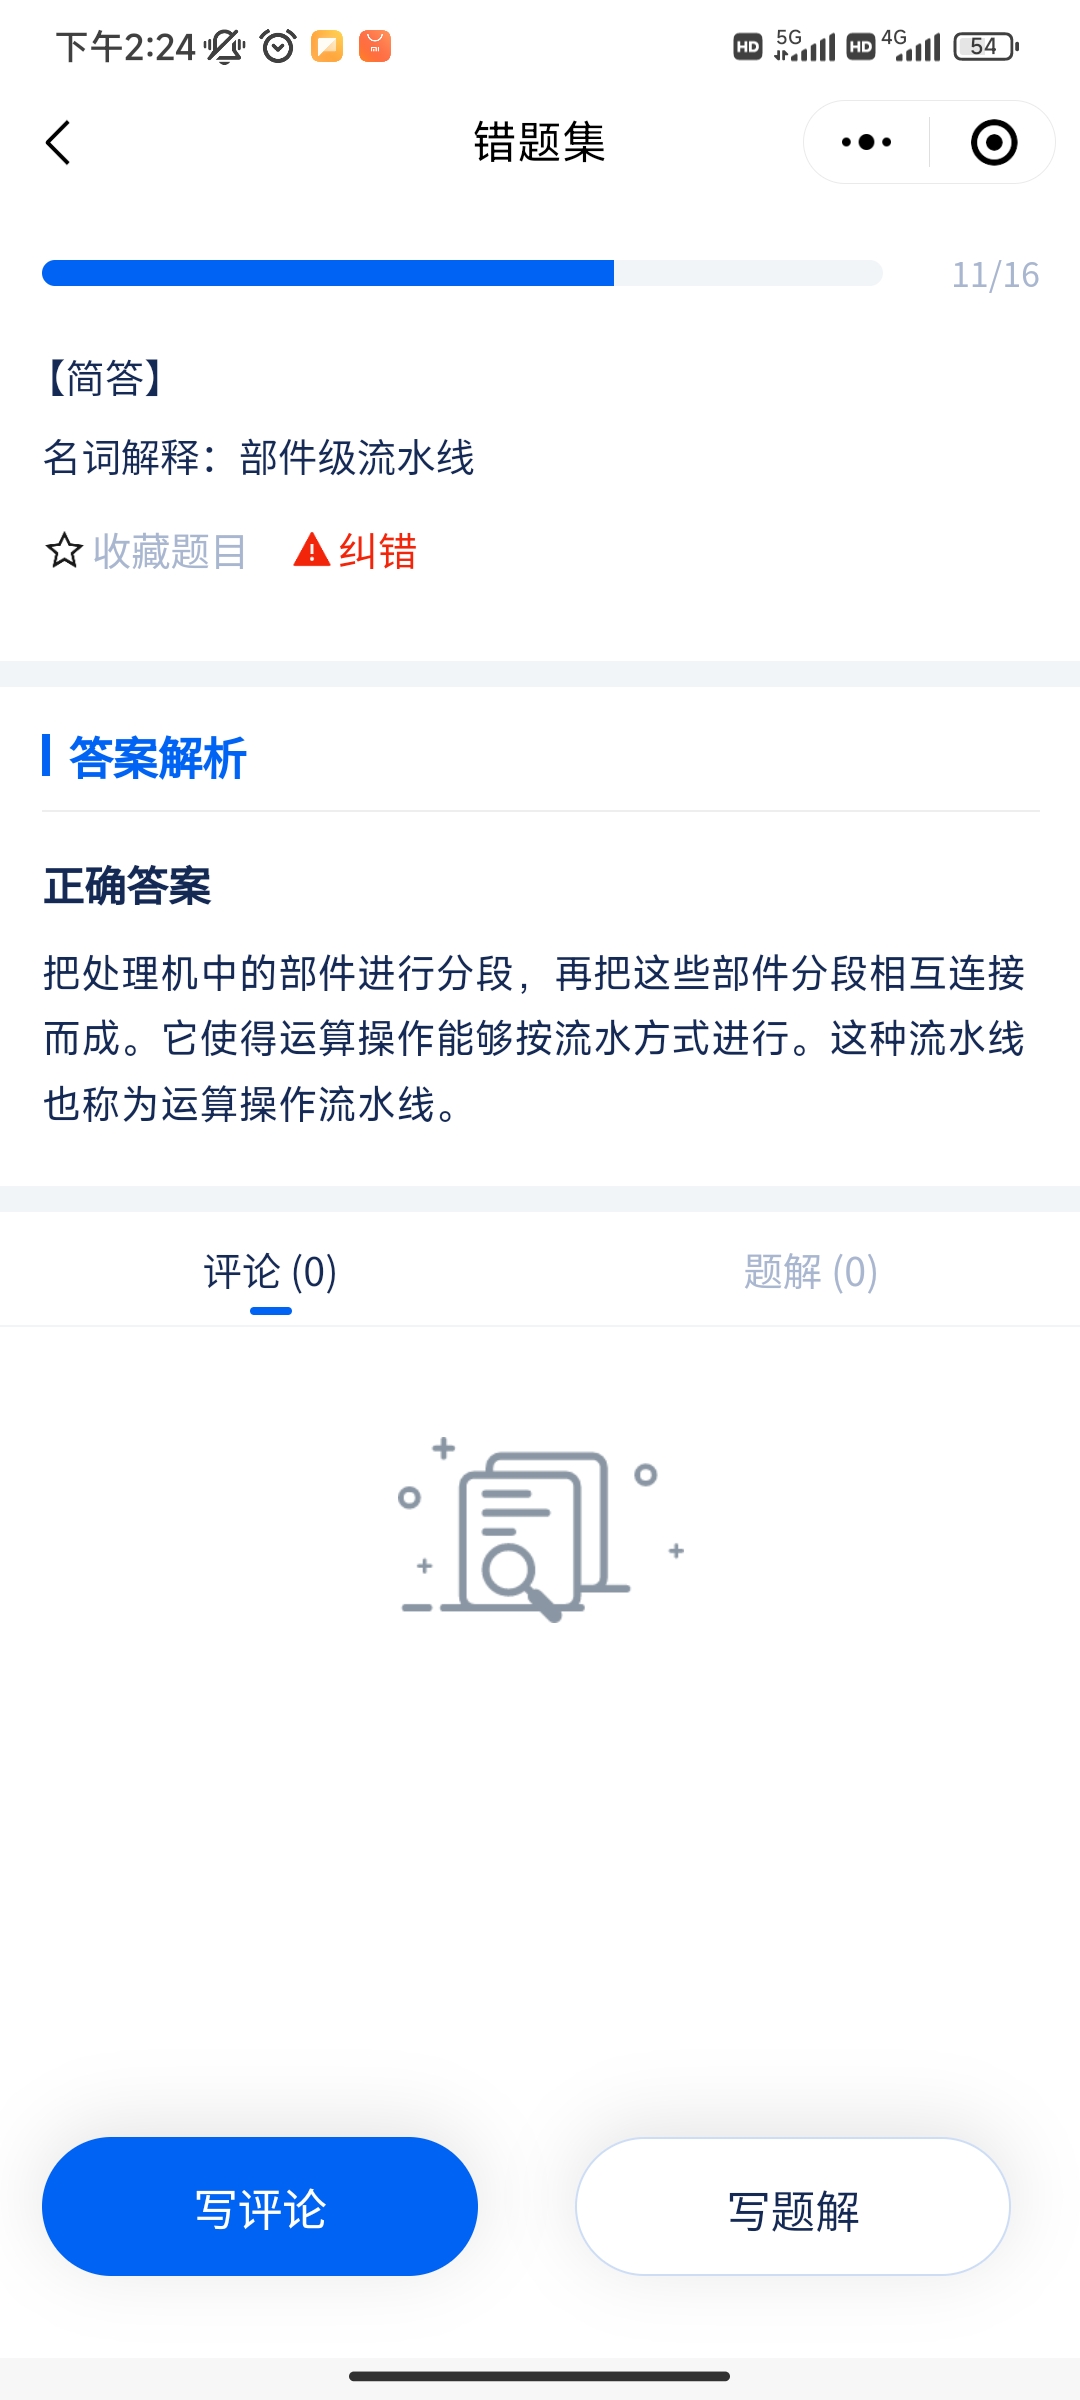 下午2:24
HD 5G HD 4G 54
错题集
11/16
【简答】
名词解释：部件级流水线
收藏题目 纠错
答案解析
正确答案
把处理机中的部件进行分段，再把这些部件分段相互连接
而成。它使得运算操作能够按流水方式进行。这种流水线
也称为运算操作流水线。
评论 (0) 题解 (0)
写评论 写题解